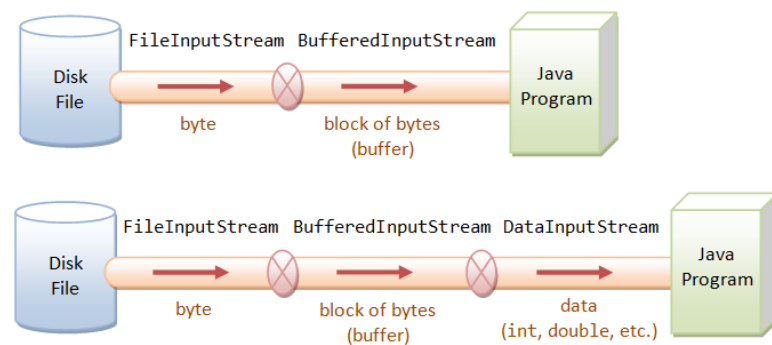 FileInputStream BufferedInputStream
Disk
File
Java
Program
byte
block of bytes
(buffer)
FileInputStream BufferedInputStream DataInputStream
Disk
File
Java
Program
byte
block of bytes
(buffer)
data
(int, double, etc.)